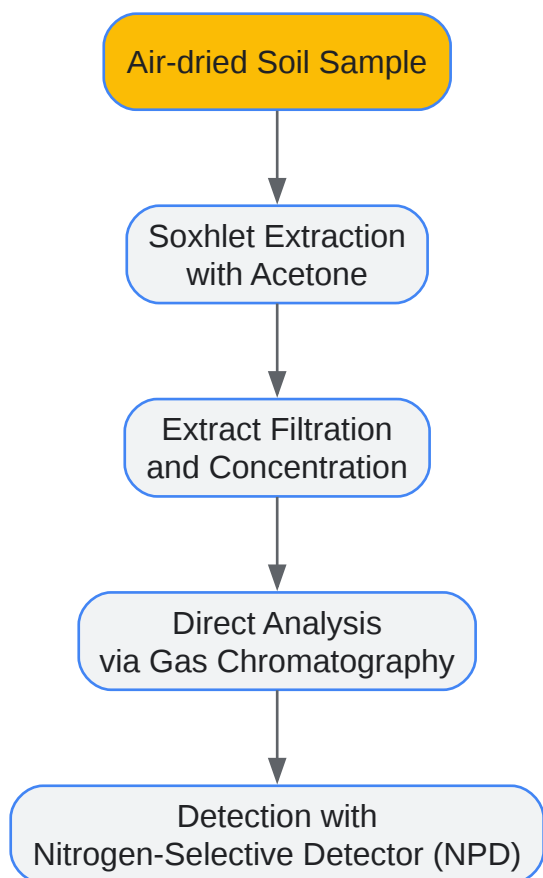 Air-dried Soil Sample
Soxhlet Extraction
with Acetone
Extract Filtration
and Concentration
Direct Analysis
via Gas Chromatography
Detection with
Nitrogen-Selective Detector (NPD)